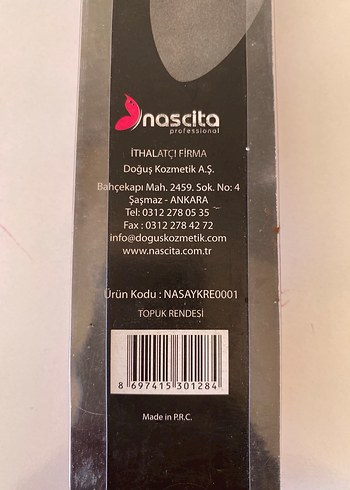 nascita
professional
İTHALATÇI FİRMA
Doğuş Kozmetik A.Ş.
Bahçekapı Mah. 2459. Sok. No: 4
Şaşmaz - ANKARA
Tel: 0312 278 05 35
Fax : 0312 278 42 72
info@doguskozmetik.com
www.nascita.com.tr
Ürün Kodu : NASAYKRE0001
TOPUK RENDESİ
8 697415 301284
Made in P.R.C.